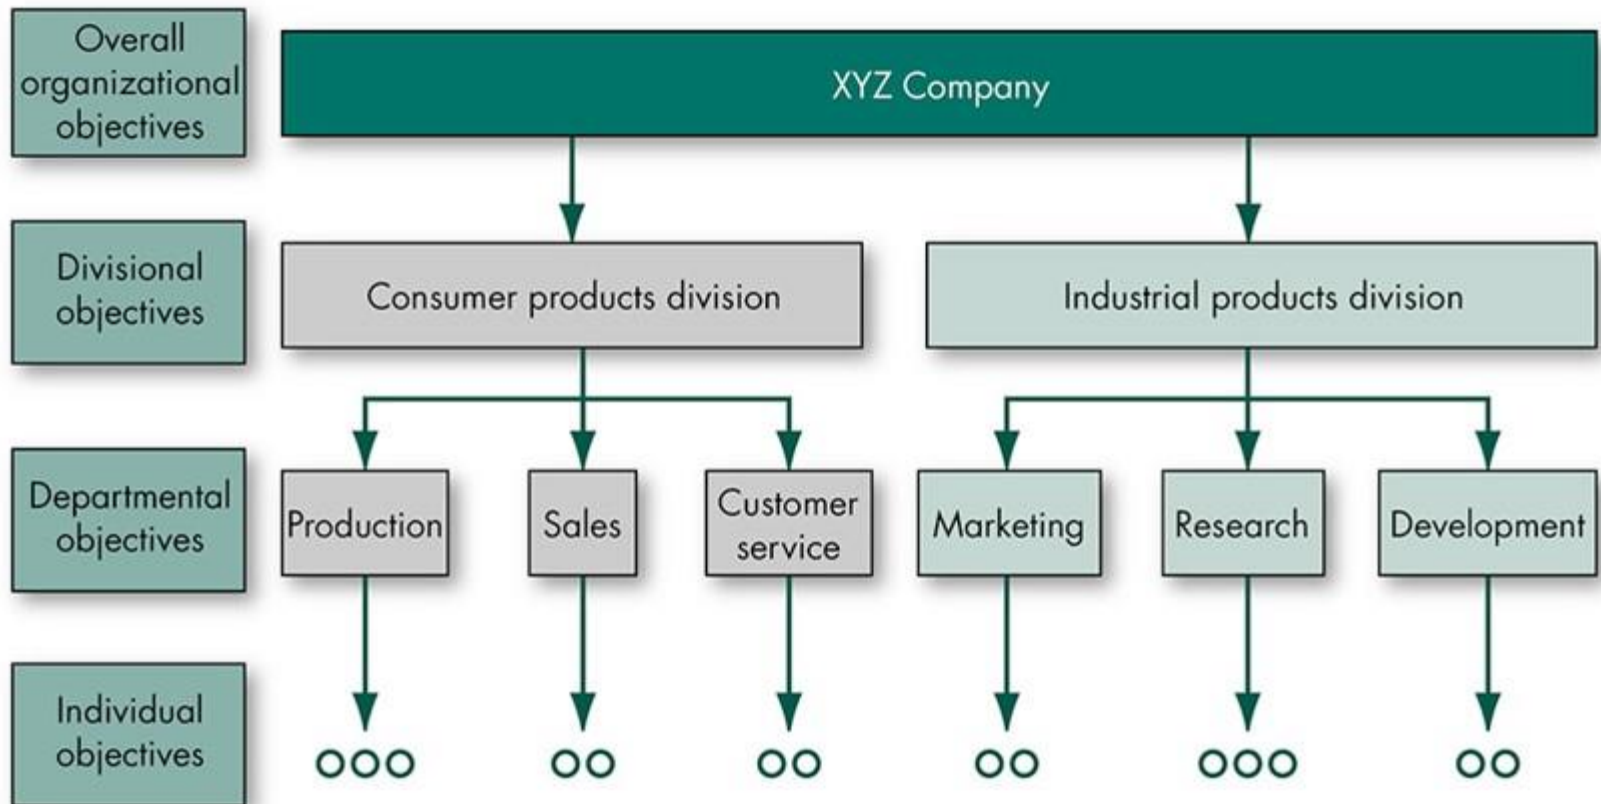 Overall
organizational
objectives
XYZ Company
Divisional
objectives
Consumer products division
Industrial products division
Departmental
objectives
Production
Sales
Customer
service
Marketing
Research
Development
Individual
objectives